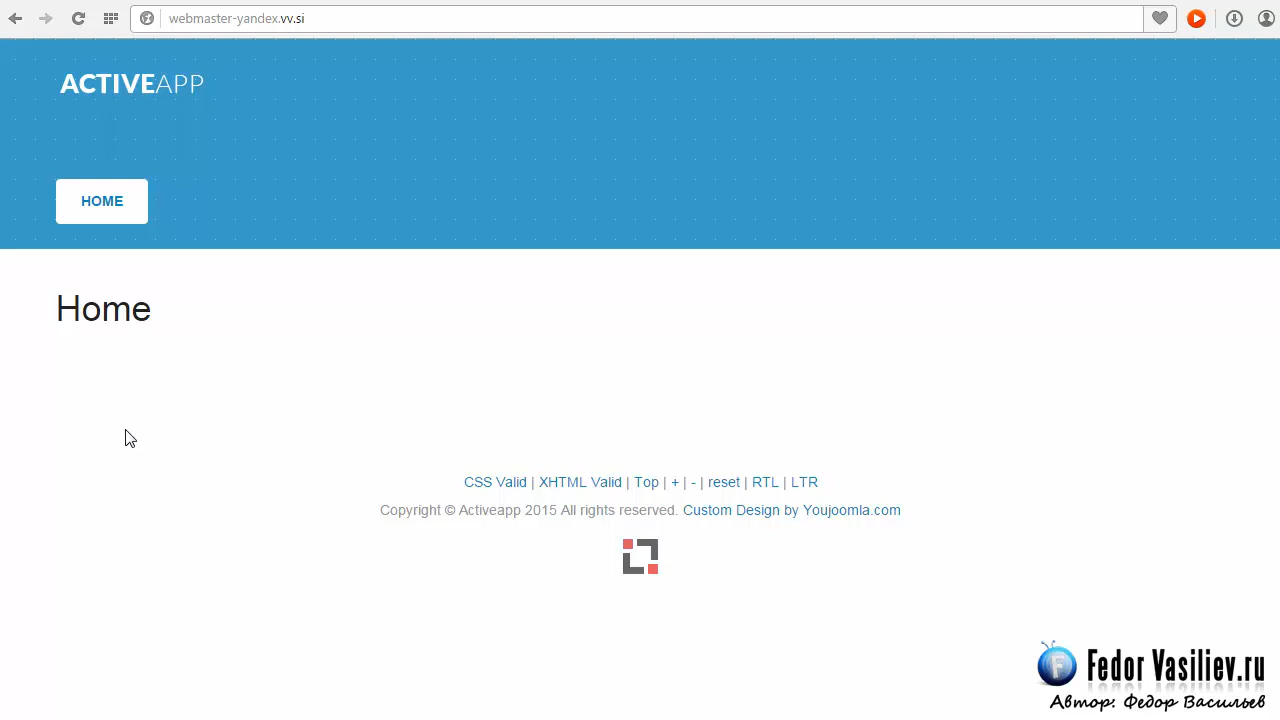 webmaster-yandex.vv.si
ACTIVEAPP
HOME
Home
CSS Valid | XHTML Valid | Top | + | - | reset | RTL | LTR
Copyright © Activeapp 2015 All rights reserved. Custom Design by Youjoomla.com
F
Fedor Vasiliev.ru
Автор: Федор Васильев